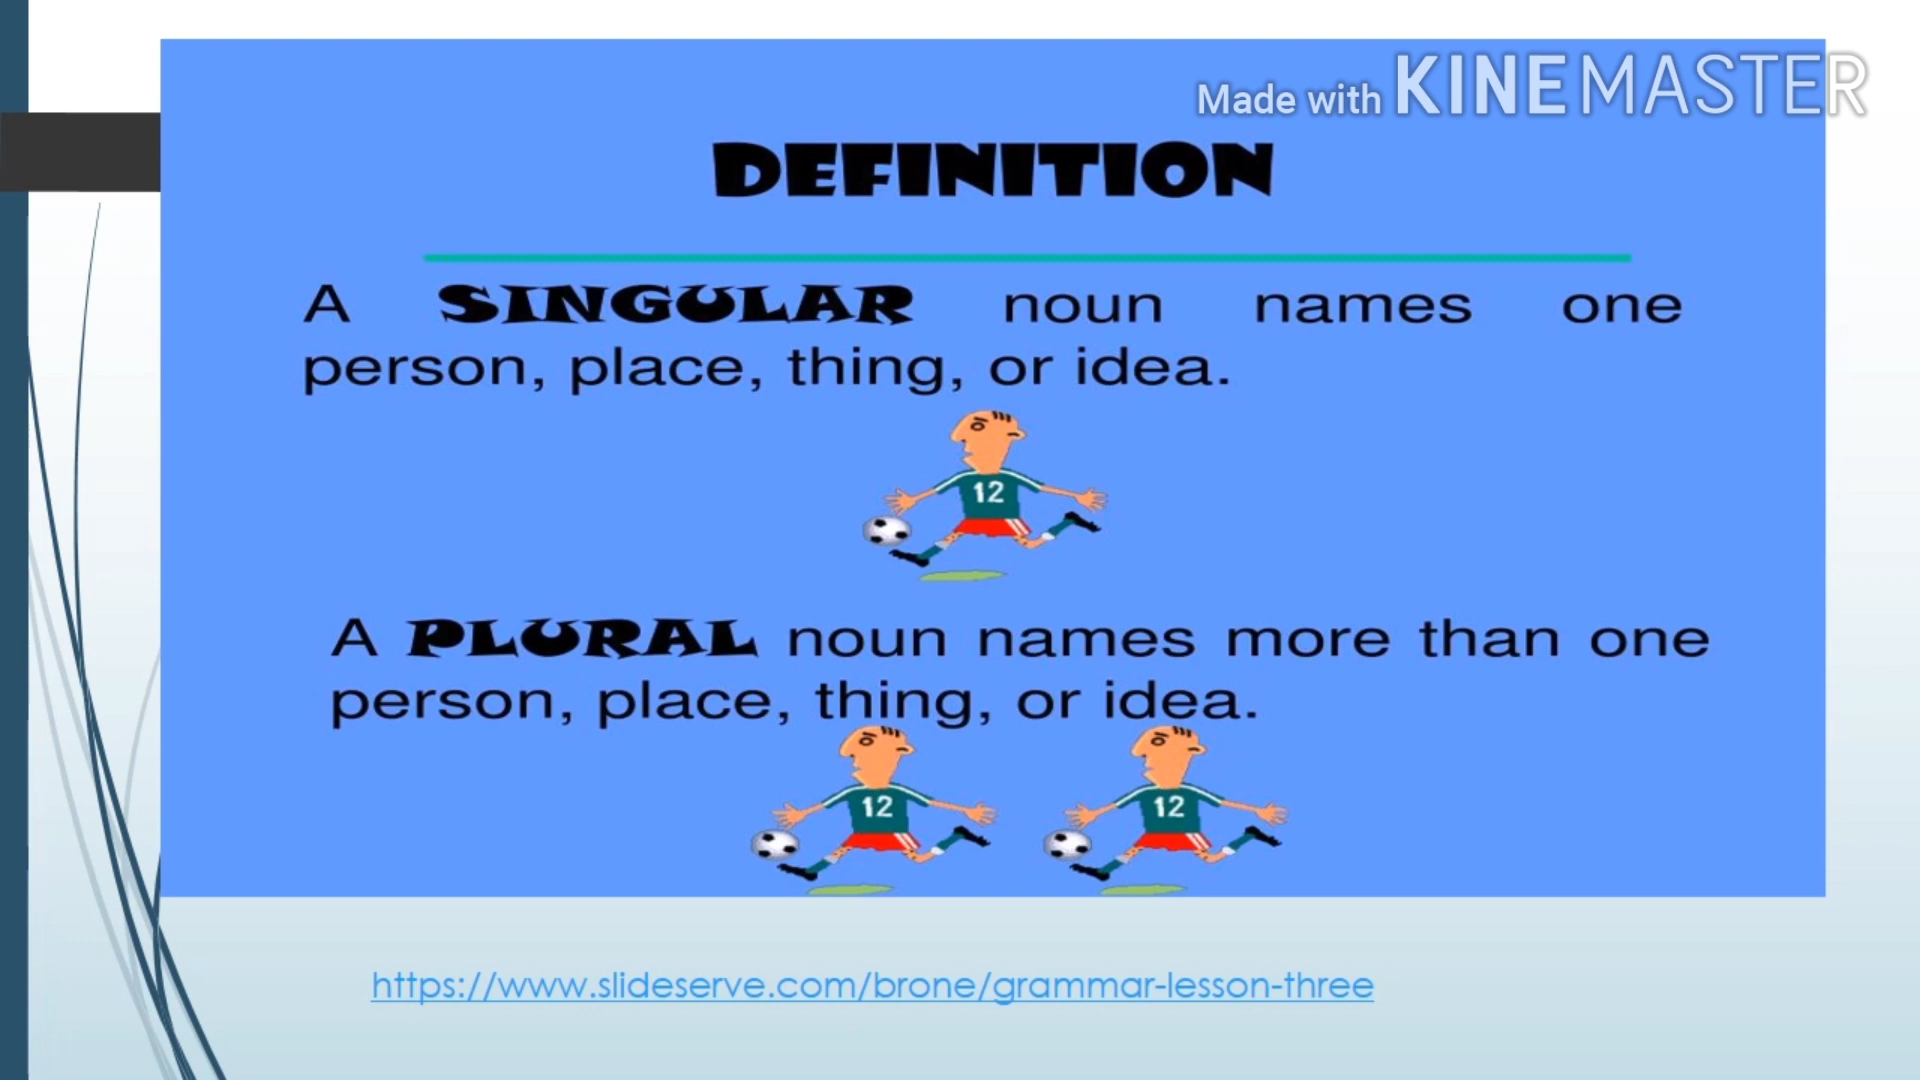 Made with KINEMASTER
DEFINITION
A SINGULAR noun names one
person, place, thing, or idea.
12
A PLURAL noun names more than one
person, place, thing, or idea.
12 12
https://www.slideserve.com/brone/grammar-lesson-three